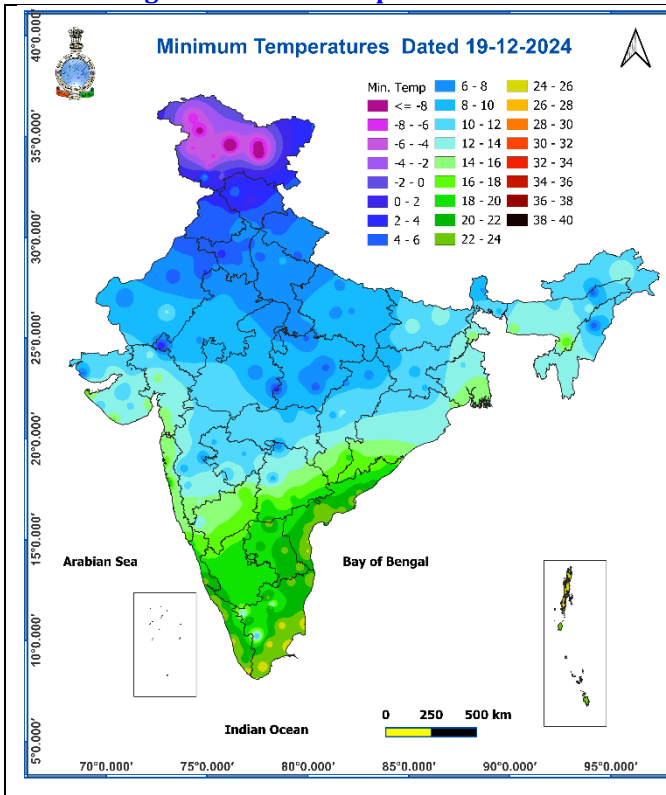 Minimum Temperatures Dated 19-12-2024
Min. Temp
<= -8
-8 - -6
-6 - -4
-4 - -2
-2 - 0
0 - 2
2 - 4
4 - 6
6 - 8
8 - 10
10 - 12
12 - 14
14 - 16
16 - 18
18 - 20
20 - 22
22 - 24
24 - 26
26 - 28
28 - 30
30 - 32
32 - 34
34 - 36
36 - 38
38 - 40
40°0.000'
35°0.000'
30°0.000'
25°0.000'
20°0.000'
15°0.000'
10°0.000'
5°0.000'
Arabian Sea
Bay of Bengal
Indian Ocean
0 250 500 km
70°0.000' 75°0.000' 80°0.000' 85°0.000' 90°0.000' 95°0.000'